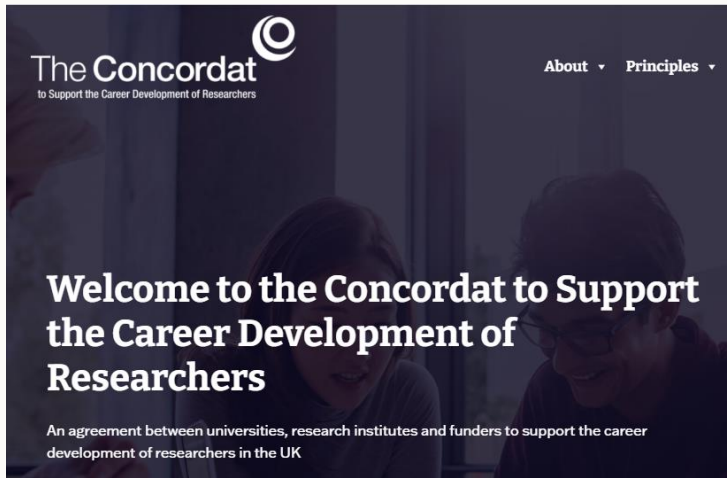 The Concordat
to Support the Career Development of Researchers
About
Principles
Welcome to the Concordat to Support
the Career Development of
Researchers
An agreement between universities, research institutes and funders to support the career
development of researchers in the UK